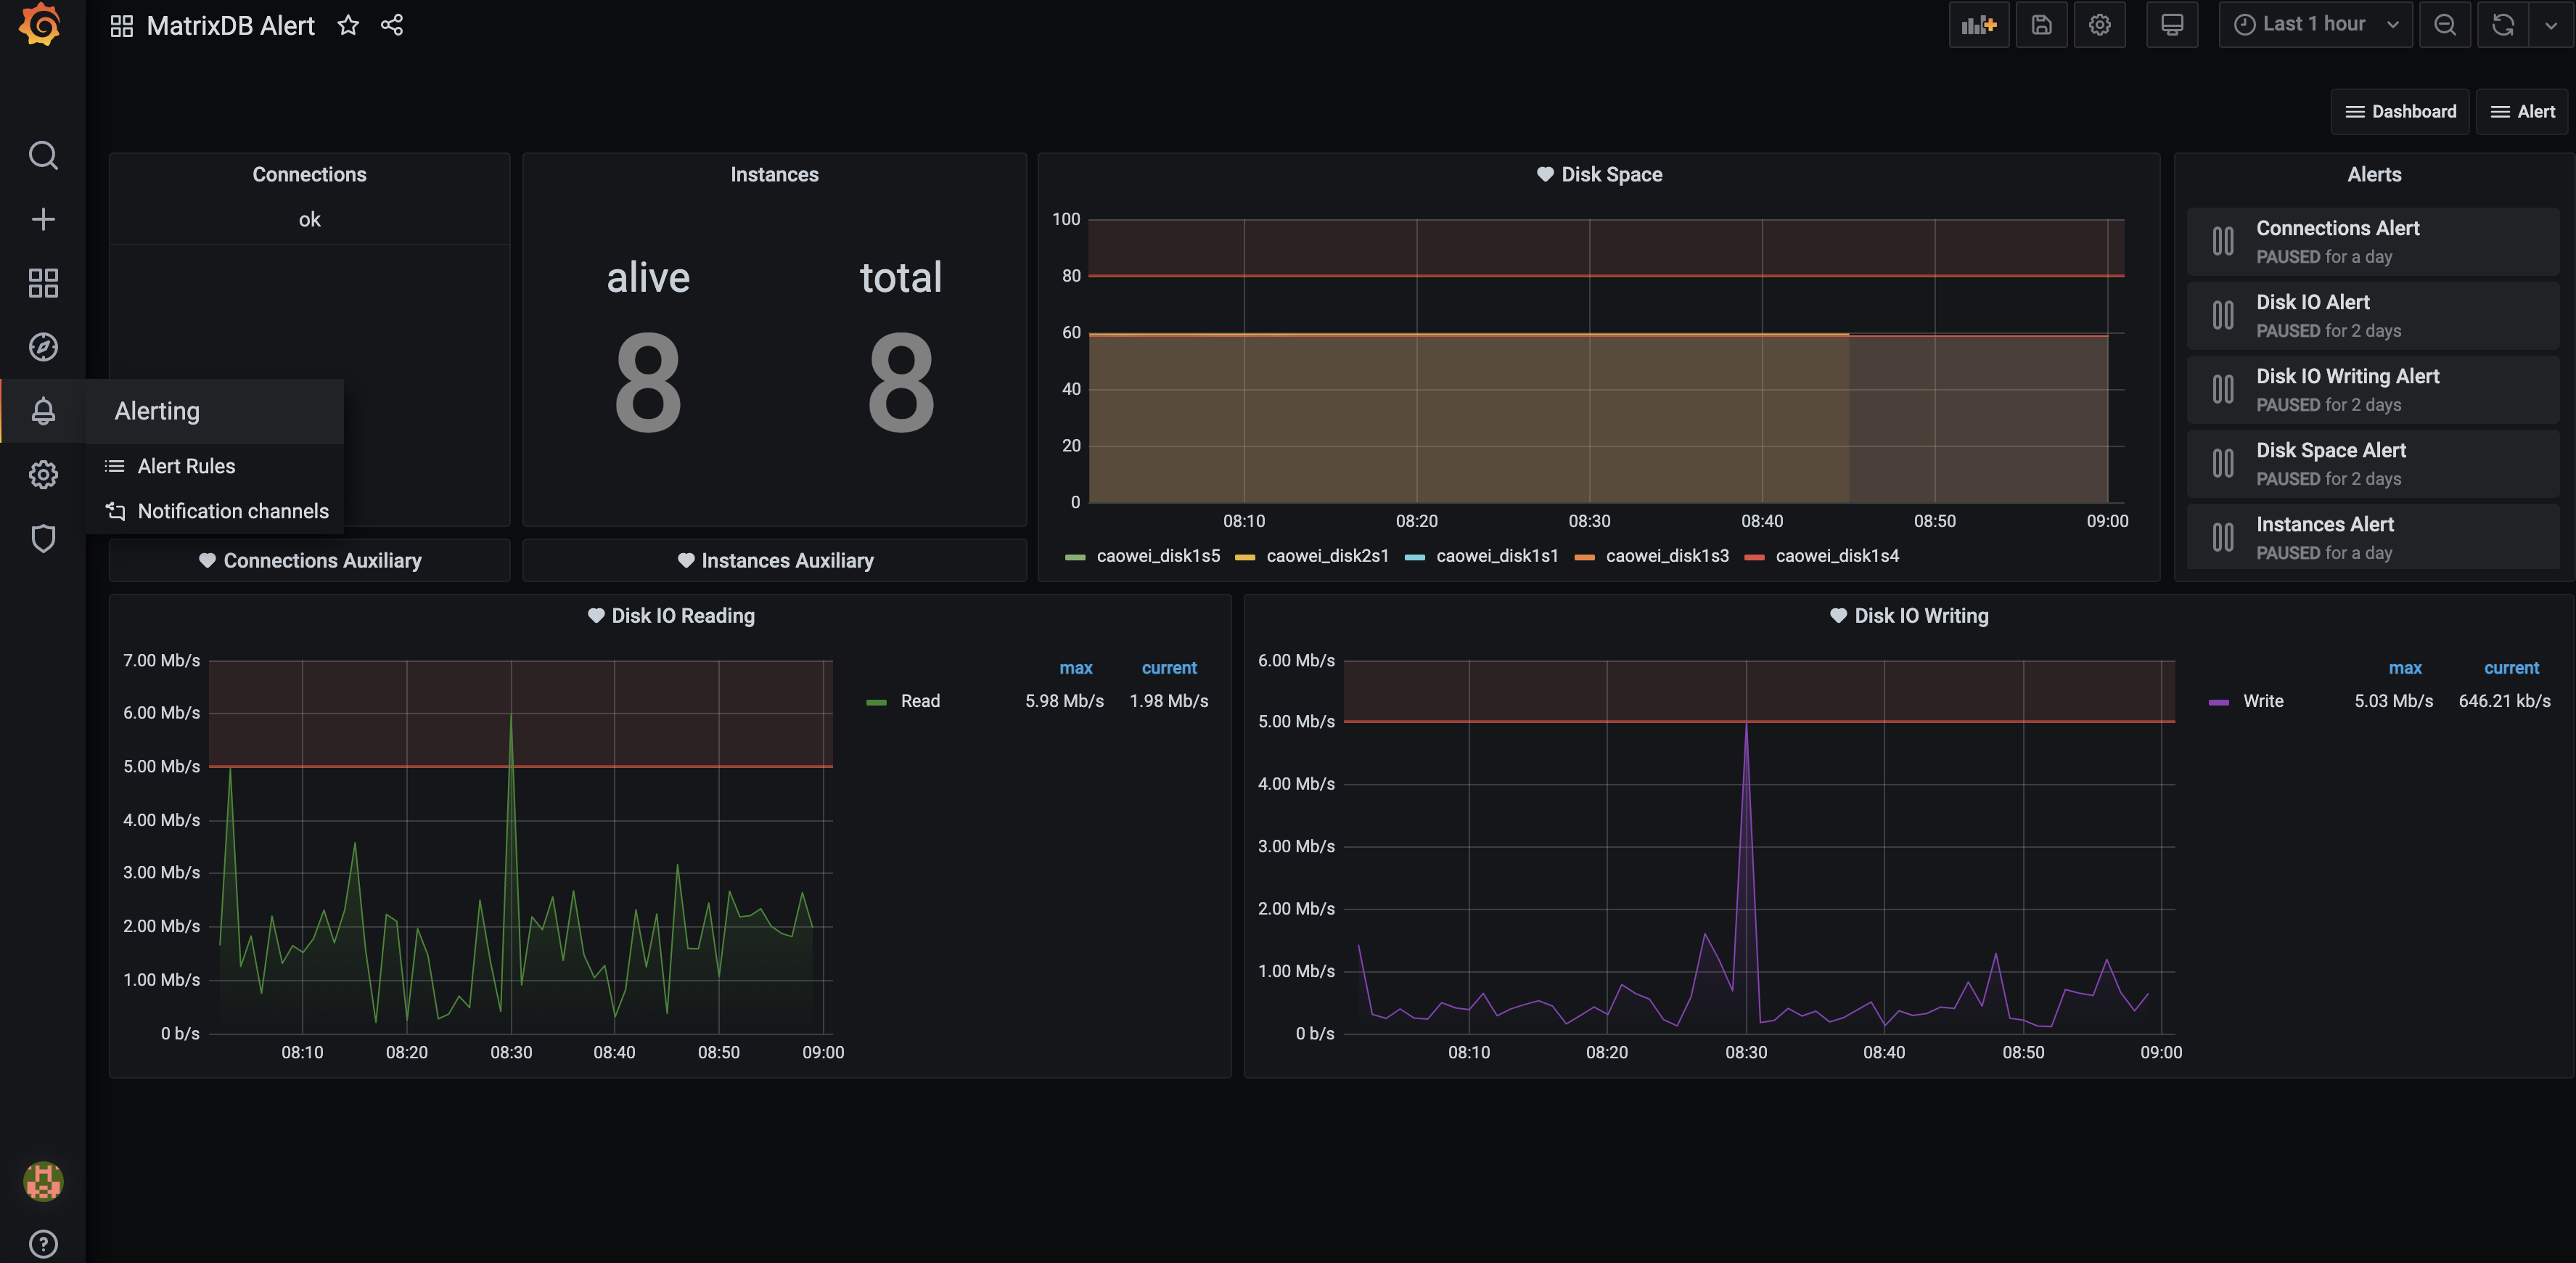 MatrixDB Alert
Last 1 hour
Dashboard
Alert
Connections
ok
Instances
alive total
8 8
Disk Space
100
80
60
40
20
0
08:10 08:20 08:30 08:40 08:50 09:00
caowei_disk1s5 caowei_disk2s1 caowei_disk1s1 caowei_disk1s3 caowei_disk1s4
Alerts
Connections Alert
PAUSED for a day
Disk IO Alert
PAUSED for 2 days
Disk IO Writing Alert
PAUSED for 2 days
Disk Space Alert
PAUSED for 2 days
Instances Alert
PAUSED for a day
Alerting
Alert Rules
Notification channels
Connections Auxiliary
Instances Auxiliary
Disk IO Reading
7.00 Mb/s
6.00 Mb/s
5.00 Mb/s
4.00 Mb/s
3.00 Mb/s
2.00 Mb/s
1.00 Mb/s
0 b/s
08:10 08:20 08:30 08:40 08:50 09:00
max current
Read 5.98 Mb/s 1.98 Mb/s
Disk IO Writing
6.00 Mb/s
5.00 Mb/s
4.00 Mb/s
3.00 Mb/s
2.00 Mb/s
1.00 Mb/s
0 b/s
08:10 08:20 08:30 08:40 08:50 09:00
max current
Write 5.03 Mb/s 646.21 kb/s